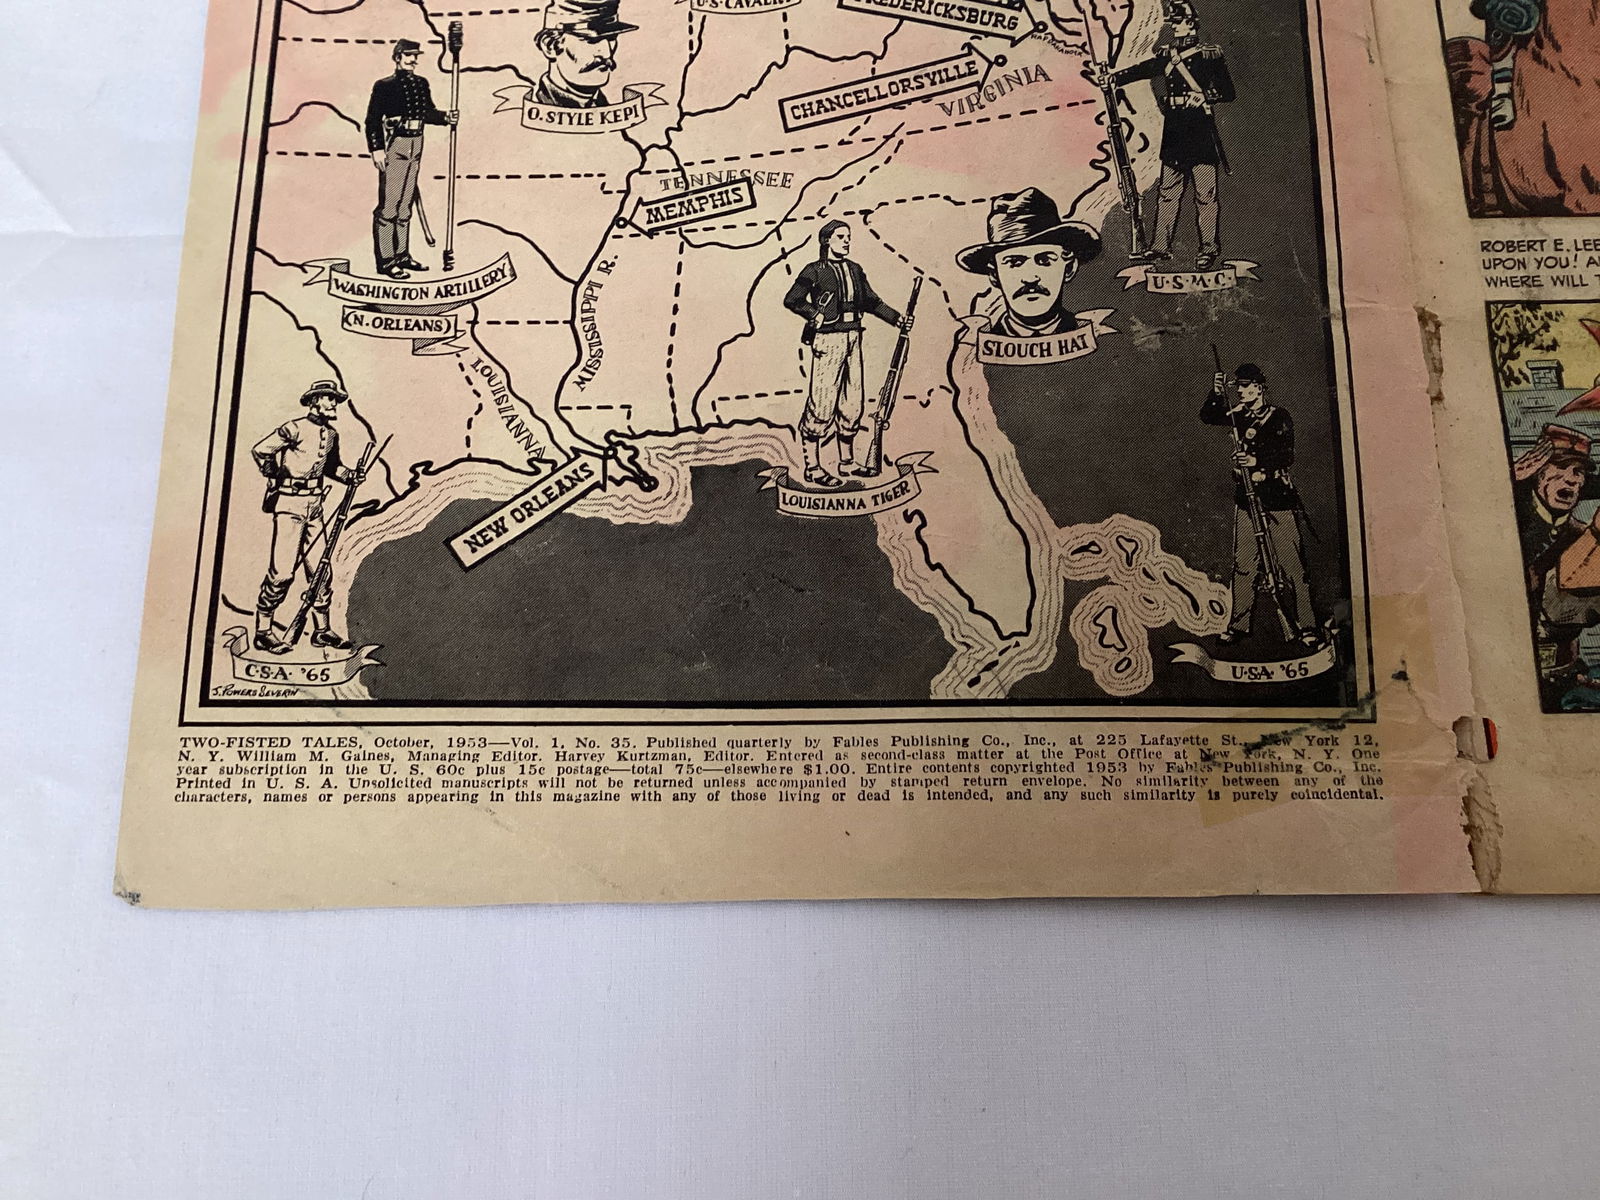 U·S·CAVALRY
FREDERICKSBURG
O. STYLE KEPI
CHANCELLORSVILLE
VIRGINIA
TENNESSEE
MEMPHIS
WASHINGTON ARTILLERY
(N. ORLEANS)
MISSISSIPPI R.
SLOUCH HAT
U·S·M·C·
LOUISIANNA
NEW ORLEANS
LOUISIANNA TIGER
C·S·A· '65
U·S·A· '65
J. POWERS SEVERIN
TWO-FISTED TALES, October, 1953—Vol. 1, No. 35. Published quarterly by Fables Publishing Co., Inc., at 225 Lafayette St., New York 12,
N. Y. William M. Gaines, Managing Editor. Harvey Kurtzman, Editor. Entered as second-class matter at the Post Office at New York, N. Y. One
year subscription in the U. S. 60c plus 15c postage—total 75c—elsewhere $1.00. Entire contents copyrighted 1953 by Fables Publishing Co., Inc.
Printed in U. S. A. Unsolicited manuscripts will not be returned unless accompanied by stamped return envelope. No similarity between any of the
characters, names or persons appearing in this magazine with any of those living or dead is intended, and any such similarity is purely coincidental.
ROBERT E. LEE
UPON YOU!
WHERE WILL